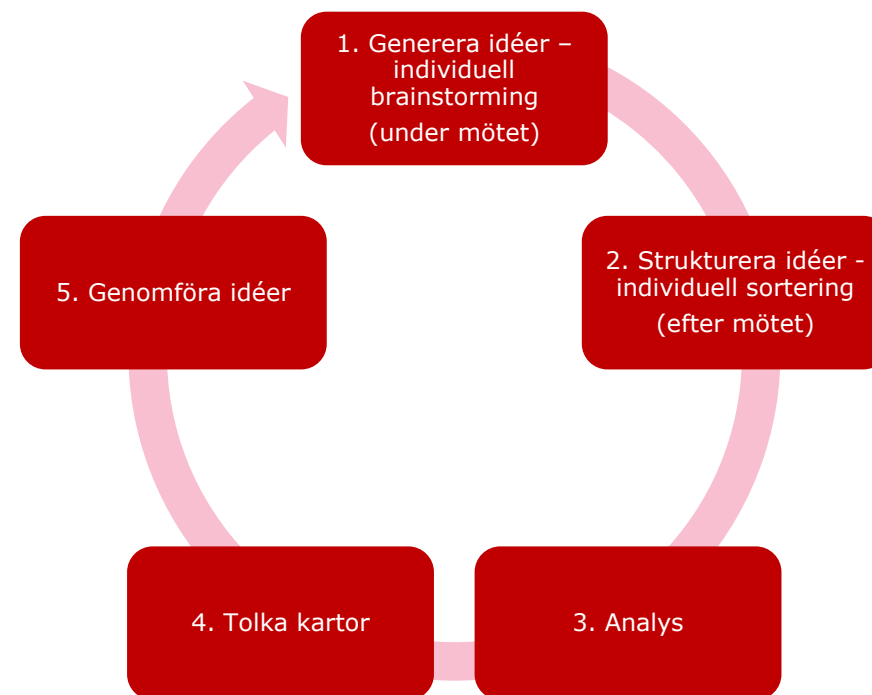 1. Generera idéer –
individuell
brainstorming
(under mötet)
2. Strukturera idéer -
individuell sortering
(efter mötet)
3. Analys
4. Tolka kartor
5. Genomföra idéer